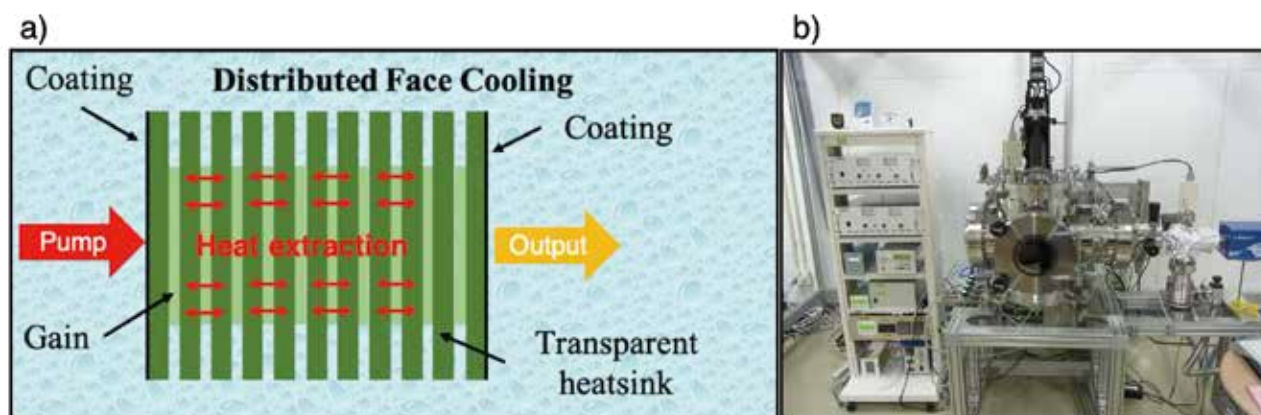 a)
b)
Distributed Face Cooling
Coating
Coating
Pump
Heat extraction
Output
Gain
Transparent
heatsink